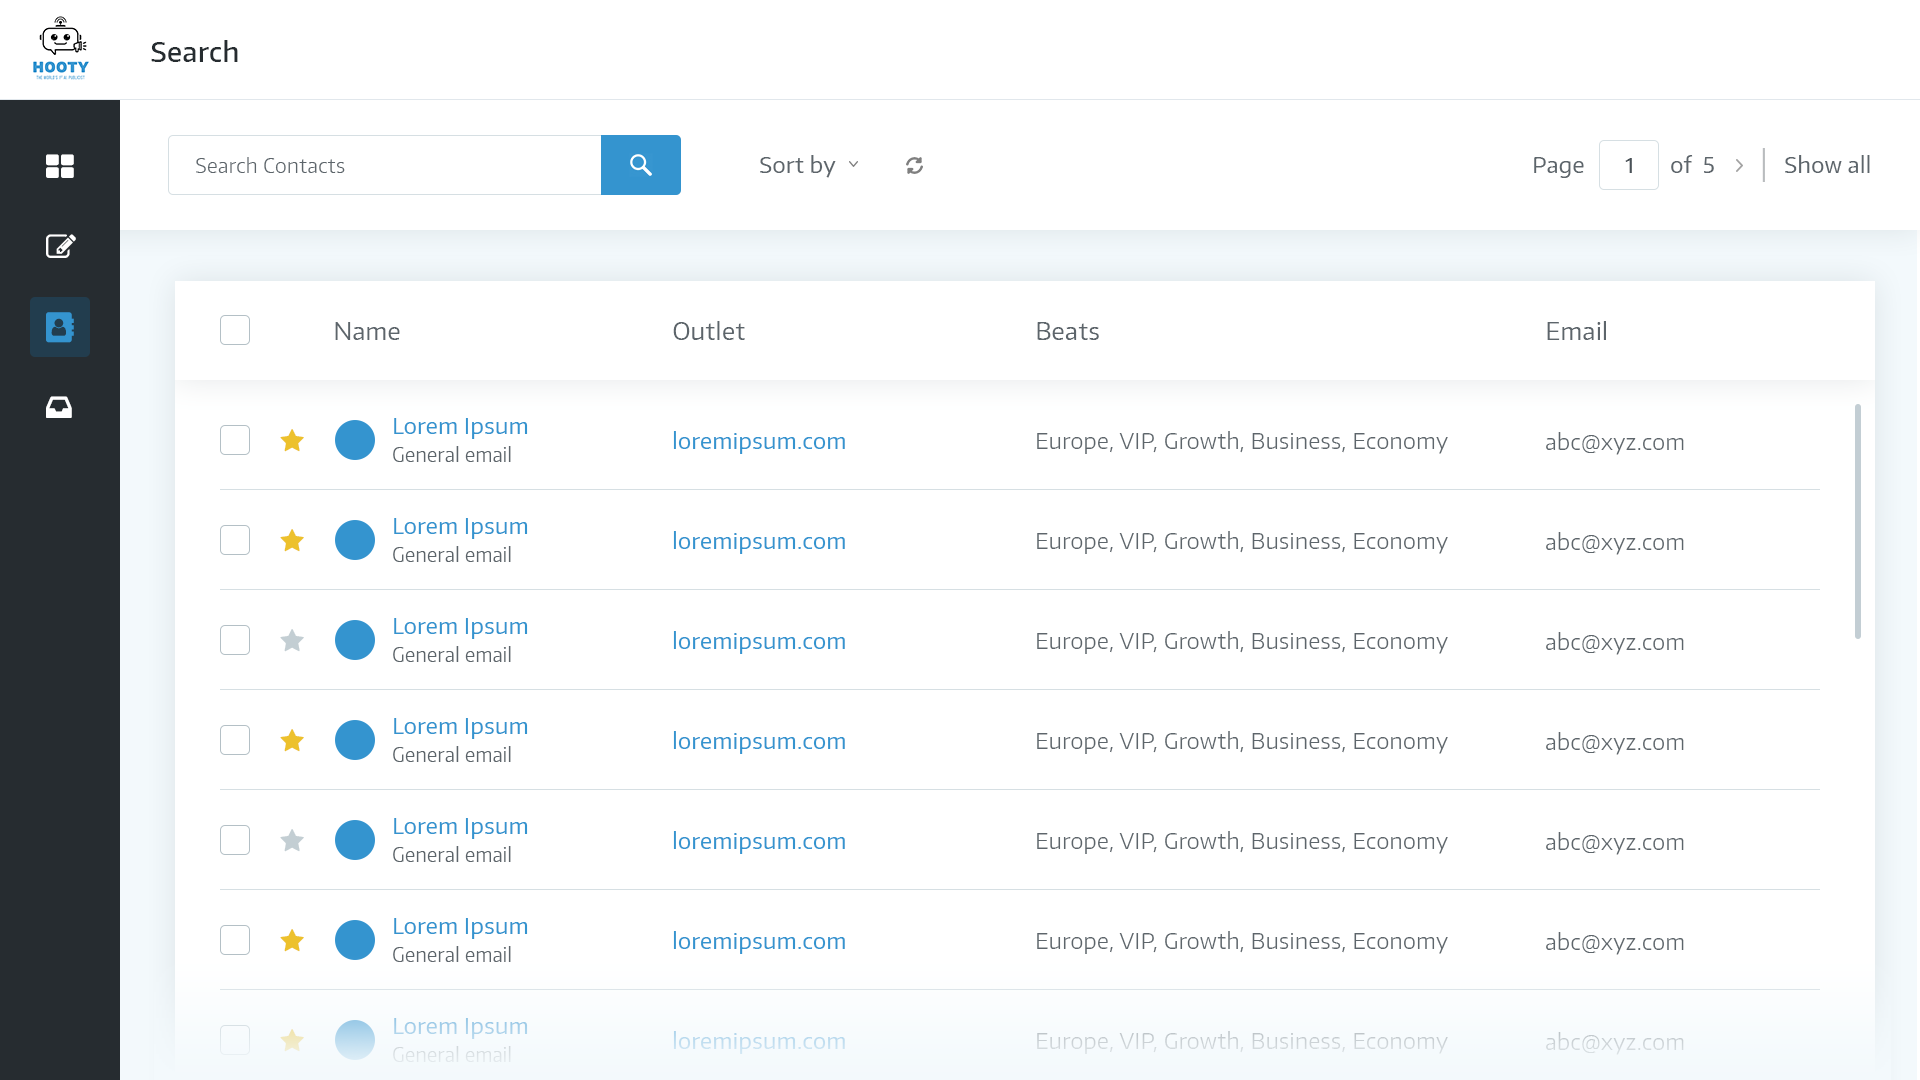 HOOTY
Search
Search Contacts
Sort by
Page 1 of 5
Show all
Name Outlet Beats Email
Lorem Ipsum
General email
loremipsum.com
Europe, VIP, Growth, Business, Economy
abc@xyz.com
Lorem Ipsum
General email
loremipsum.com
Europe, VIP, Growth, Business, Economy
abc@xyz.com
Lorem Ipsum
General email
loremipsum.com
Europe, VIP, Growth, Business, Economy
abc@xyz.com
Lorem Ipsum
General email
loremipsum.com
Europe, VIP, Growth, Business, Economy
abc@xyz.com
Lorem Ipsum
General email
loremipsum.com
Europe, VIP, Growth, Business, Economy
abc@xyz.com
Lorem Ipsum
General email
loremipsum.com
Europe, VIP, Growth, Business, Economy
abc@xyz.com
Lorem Ipsum
General email
loremipsum.com
Europe, VIP, Growth, Business, Economy
abc@xyz.com